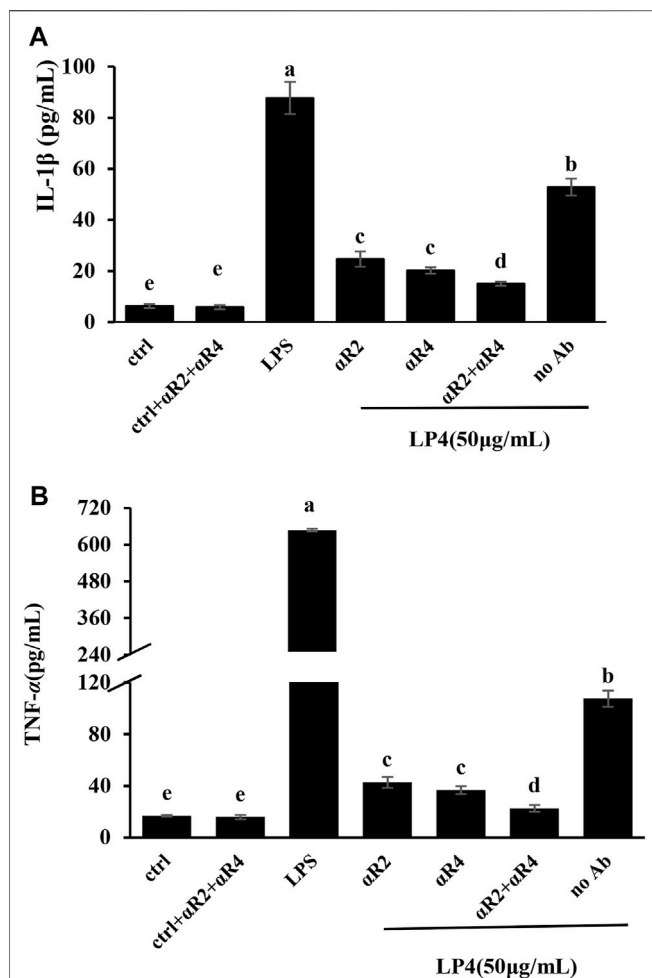 A
IL-1β (pg/mL)
100
80
60
40
20
0
a
b
c
c
d
e
e
ctrl
ctrl+αR2+αR4
LPS
αR2
αR4
αR2+αR4
no Ab
LP4(50μg/mL)
B
TNF-α(pg/mL)
720
600
480
360
240
120
80
40
0
a
b
c
c
d
e
e
ctrl
ctrl+αR2+αR4
LPS
αR2
αR4
αR2+αR4
no Ab
LP4(50μg/mL)